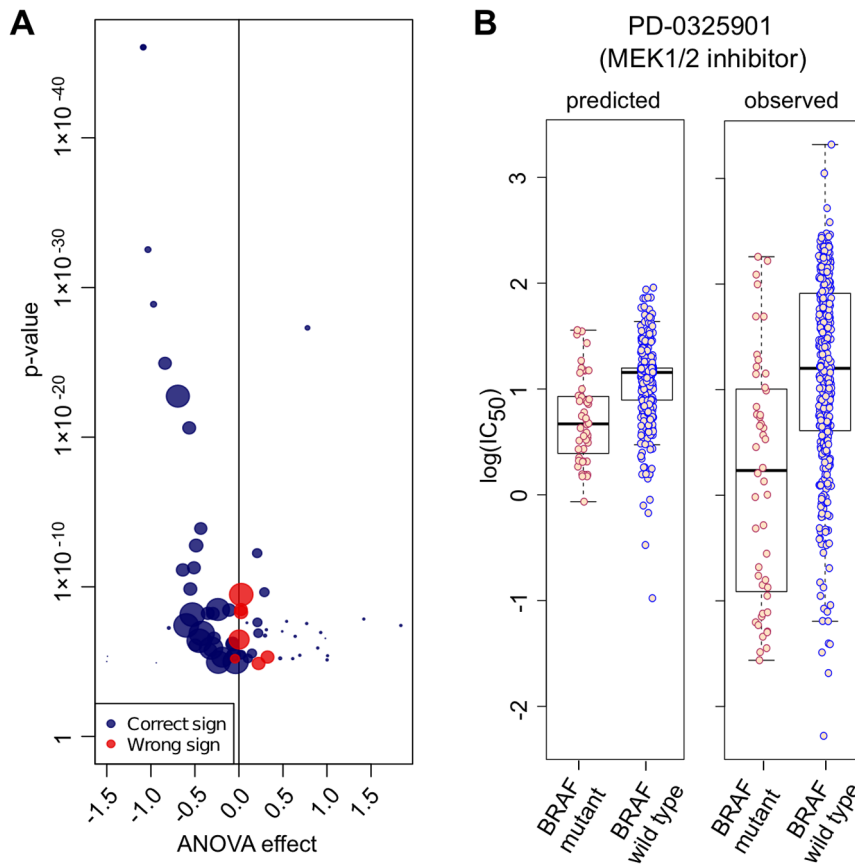 A
p-value
1×10⁻⁴⁰
1×10⁻³⁰
1×10⁻²⁰
1×10⁻¹⁰
1
Correct sign
Wrong sign
-1.5
-1.0
-0.5
0.0
0.5
1.0
1.5
ANOVA effect
B
PD-0325901
(MEK1/2 inhibitor)
predicted
observed
log(IC₅₀)
3
2
1
0
-1
-2
BRAF
mutant
BRAF
wild type
BRAF
mutant
BRAF
wild type